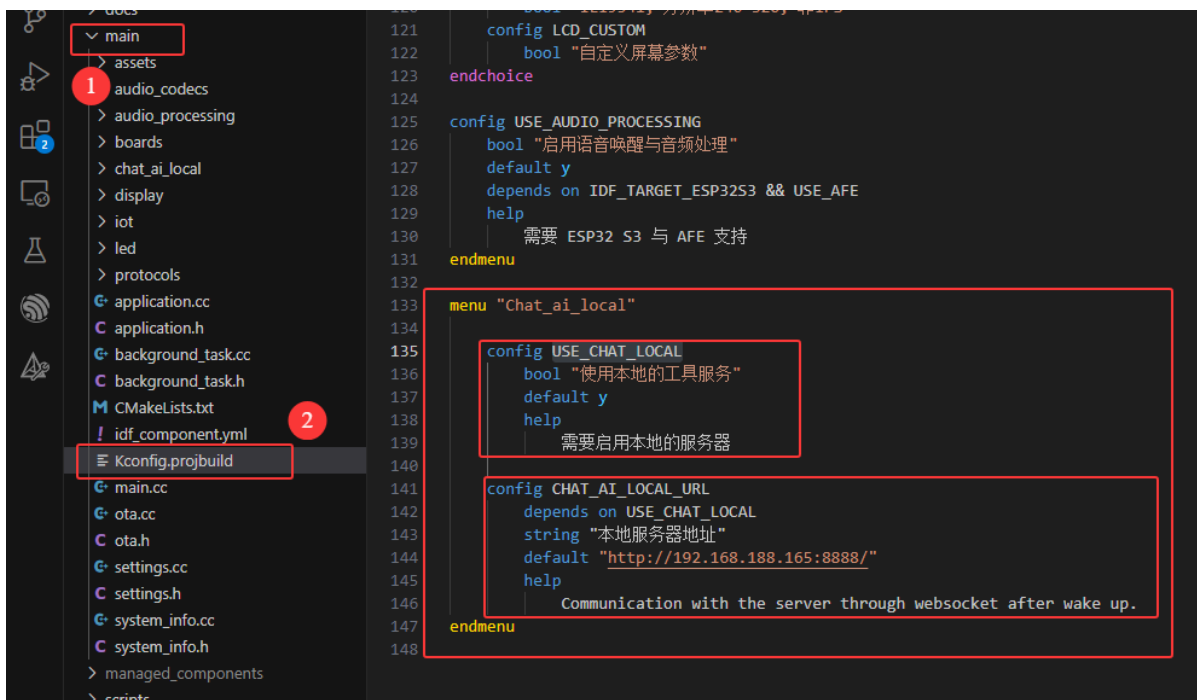 docs
main
1
assets
audio_codecs
audio_processing
boards
2
chat_ai_local
display
iot
led
protocols
application.cc
C application.h
background_task.cc
C background_task.h
M CMakeLists.txt
2
! idf_component.yml
Kconfig.projbuild
main.cc
ota.cc
C ota.h
settings.cc
C settings.h
system_info.cc
C system_info.h
managed_components
scripts
121 config LCD_CUSTOM
122 bool "自定义屏幕参数"
123 endchoice
124
125 config USE_AUDIO_PROCESSING
126 bool "启用语音唤醒与音频处理"
127 default y
128 depends on IDF_TARGET_ESP32S3 && USE_AFE
129 help
130 需要 ESP32 S3 与 AFE 支持
131 endmenu
132
133 menu "Chat_ai_local"
134
135 config USE_CHAT_LOCAL
136 bool "使用本地的工具服务"
137 default y
138 help
139 需要启用本地的服务器
140
141 config CHAT_AI_LOCAL_URL
142 depends on USE_CHAT_LOCAL
143 string "本地服务器地址"
144 default "http://192.168.188.165:8888/"
145 help
146 Communication with the server through websocket after wake up.
147 endmenu
148